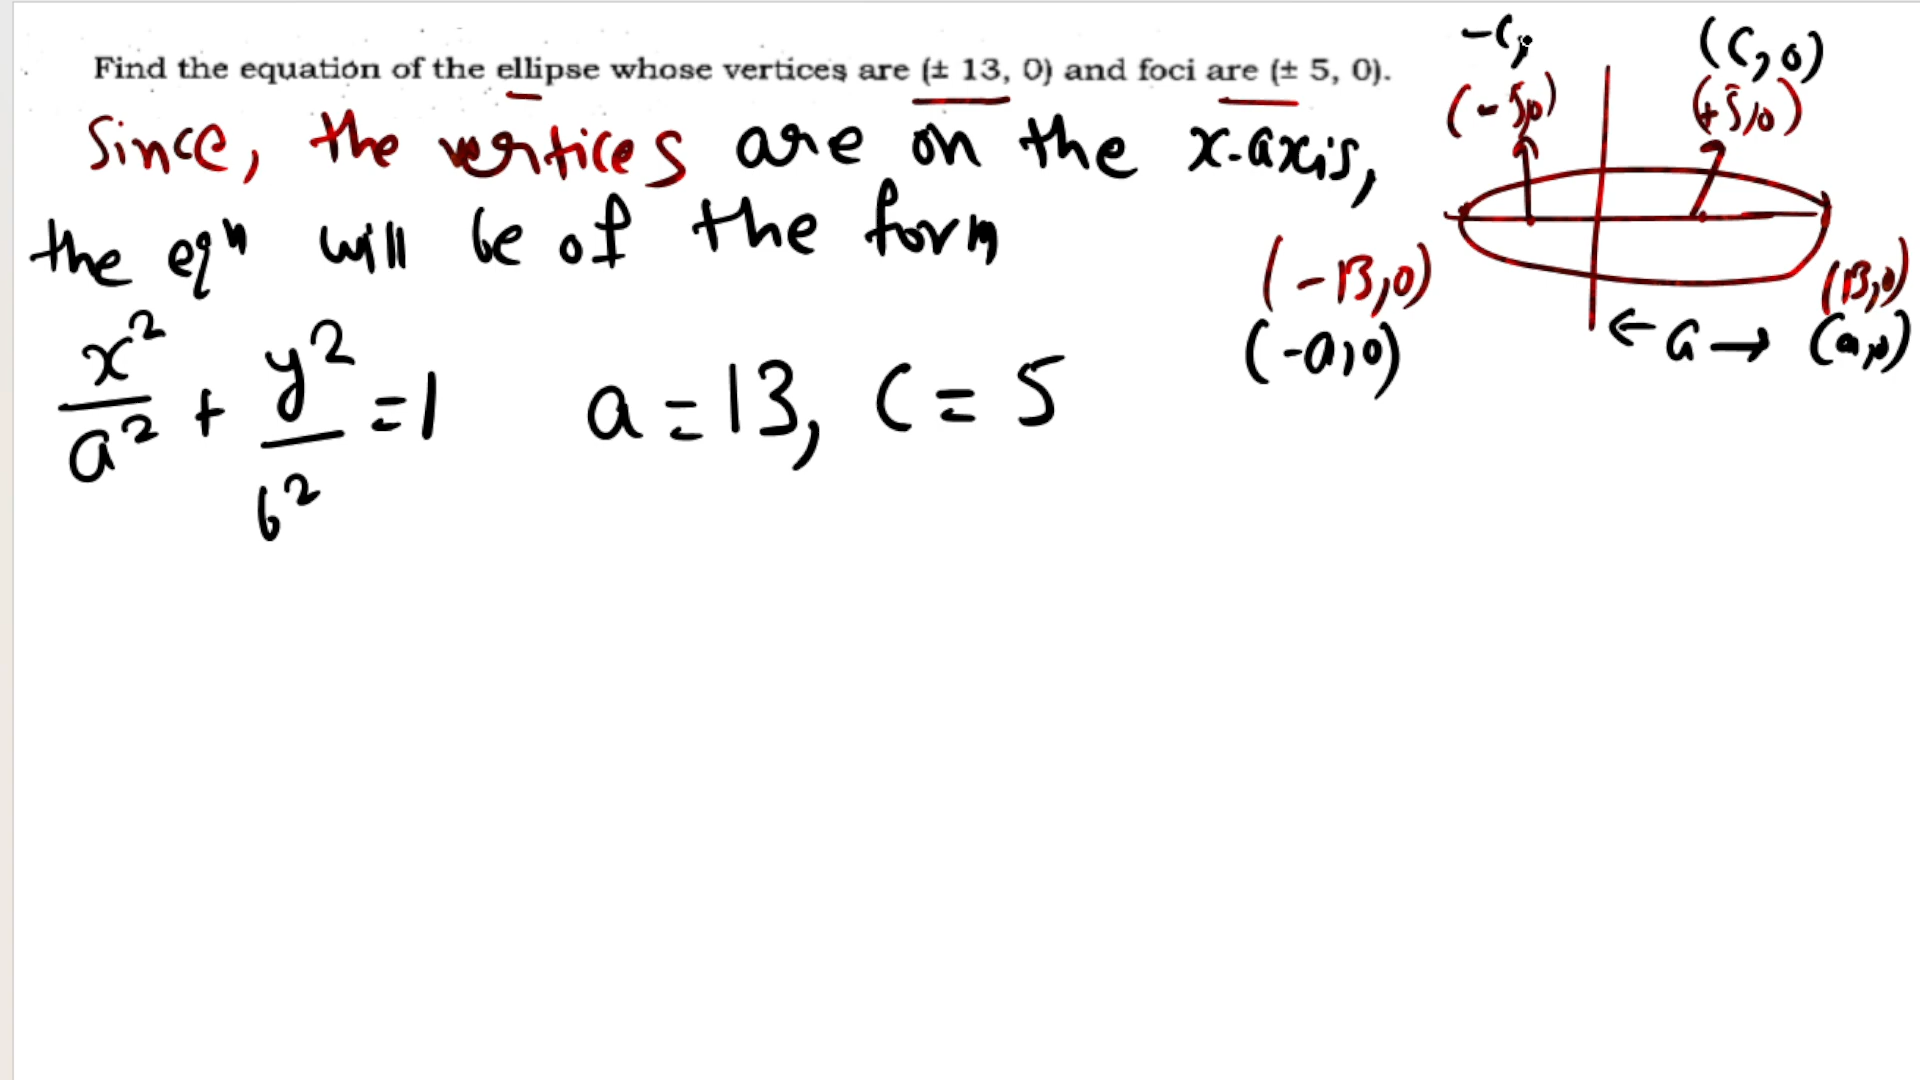 Find the equation of the ellipse whose vertices are (± 13, 0) and foci are (± 5, 0).
Since, the vertices are on the x-axis,
the eqⁿ will be of the form
x²/a² + y²/b² = 1    a = 13, c = 5
-c,
(c,0)
(-5,0)
(+5,0)
(-13,0)
(13,0)
(-a,0)
← a →
(a,0)